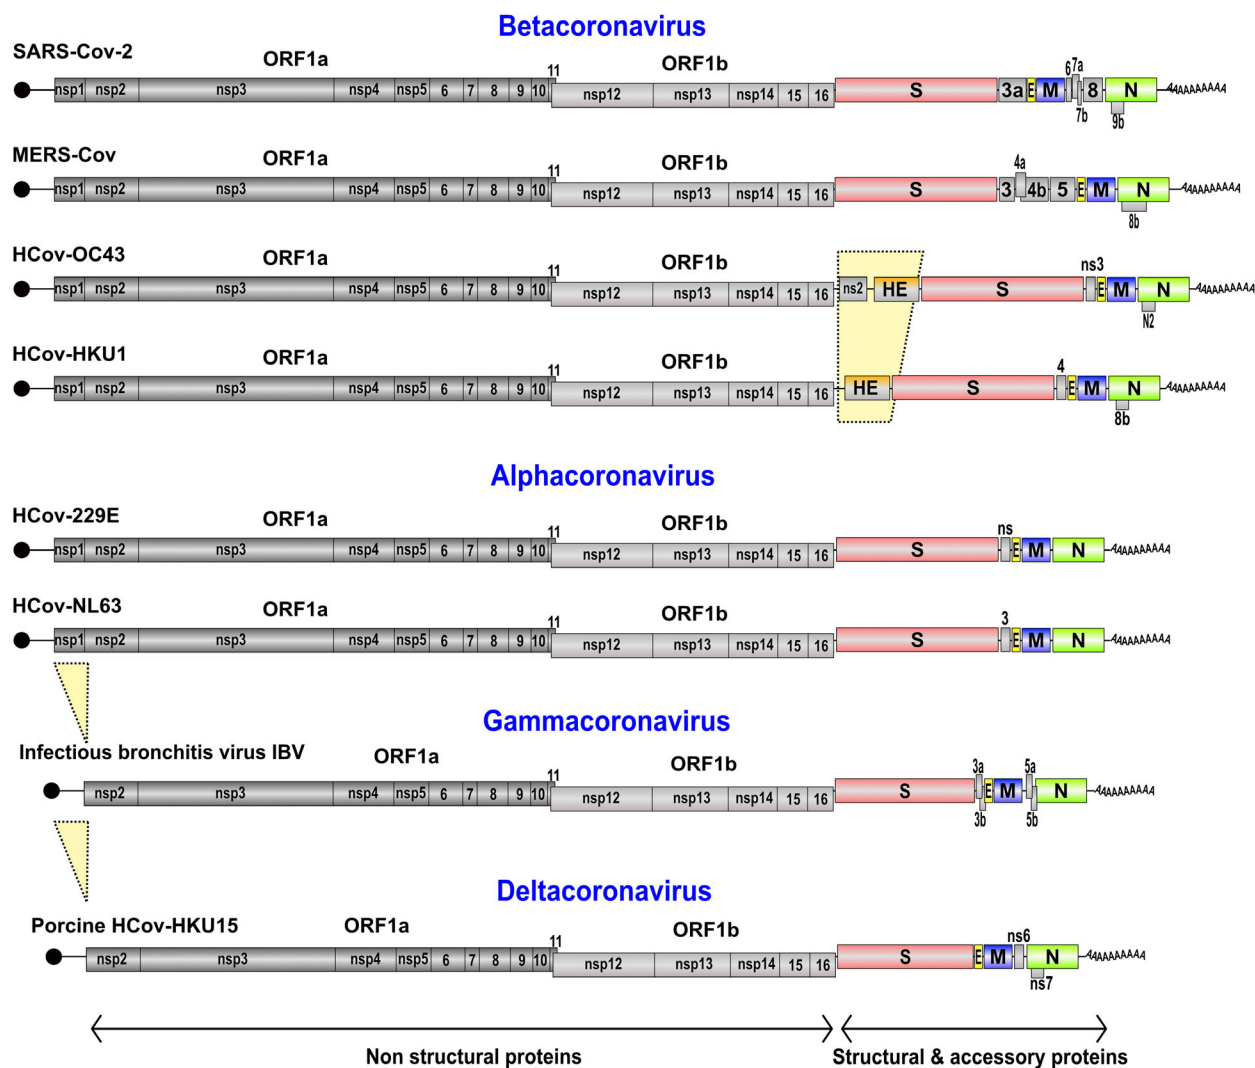 Betacoronavirus
SARS-Cov-2
ORF1a
11
ORF1b
nsp1 nsp2 nsp3 nsp5 6 7 8 9 10 nsp12 nsp13 nsp14 15 16 S 3a E M 6 7a 7b 8 N 9b AAAAAAAAA
MERS-Cov
ORF1a
11
ORF1b
nsp1 nsp2 nsp3 nsp4 nsp5 6 7 8 9 10 nsp12 nsp13 nsp14 15 16 S 3 4a 4b 5 E M N 8b AAAAAAAAA
HCov-OC43
ORF1a
11
ORF1b
nsp1 nsp2 nsp3 nsp4 nsp5 6 7 8 9 10 nsp12 nsp13 nsp14 15 16 ns2 HE S ns3 E M N N2 AAAAAAAAA
HCov-HKU1
ORF1a
11
ORF1b
nsp1 nsp2 nsp3 nsp4 nsp5 6 7 8 9 10 nsp12 nsp13 nsp14 15 16 HE S 4 E M N 8b AAAAAAAAA
Alphacoronavirus
HCov-229E
ORF1a
11
ORF1b
nsp1 nsp2 nsp3 nsp4 nsp5 6 7 8 9 10 nsp12 nsp13 nsp14 15 16 S ns E M N AAAAAAAAA
HCov-NL63
ORF1a
11
ORF1b
nsp1 nsp2 nsp3 nsp4 nsp5 6 7 8 9 10 nsp12 nsp13 nsp14 15 16 S 3 E M N AAAAAAAAA
Gammacoronavirus
Infectious bronchitis virus IBV
ORF1a
11
ORF1b
nsp2 nsp3 nsp4 nsp5 6 7 8 9 10 nsp12 nsp13 nsp14 15 16 S 3a 3b E M 5a 5b N AAAAAAAAA
Deltacoronavirus
Porcine HCov-HKU15
ORF1a
11
ORF1b
nsp2 nsp3 nsp4 nsp5 6 7 8 9 10 nsp12 nsp13 nsp14 15 16 S E M ns6 N ns7 AAAAAAAAA
Non structural proteins
Structural & accessory proteins